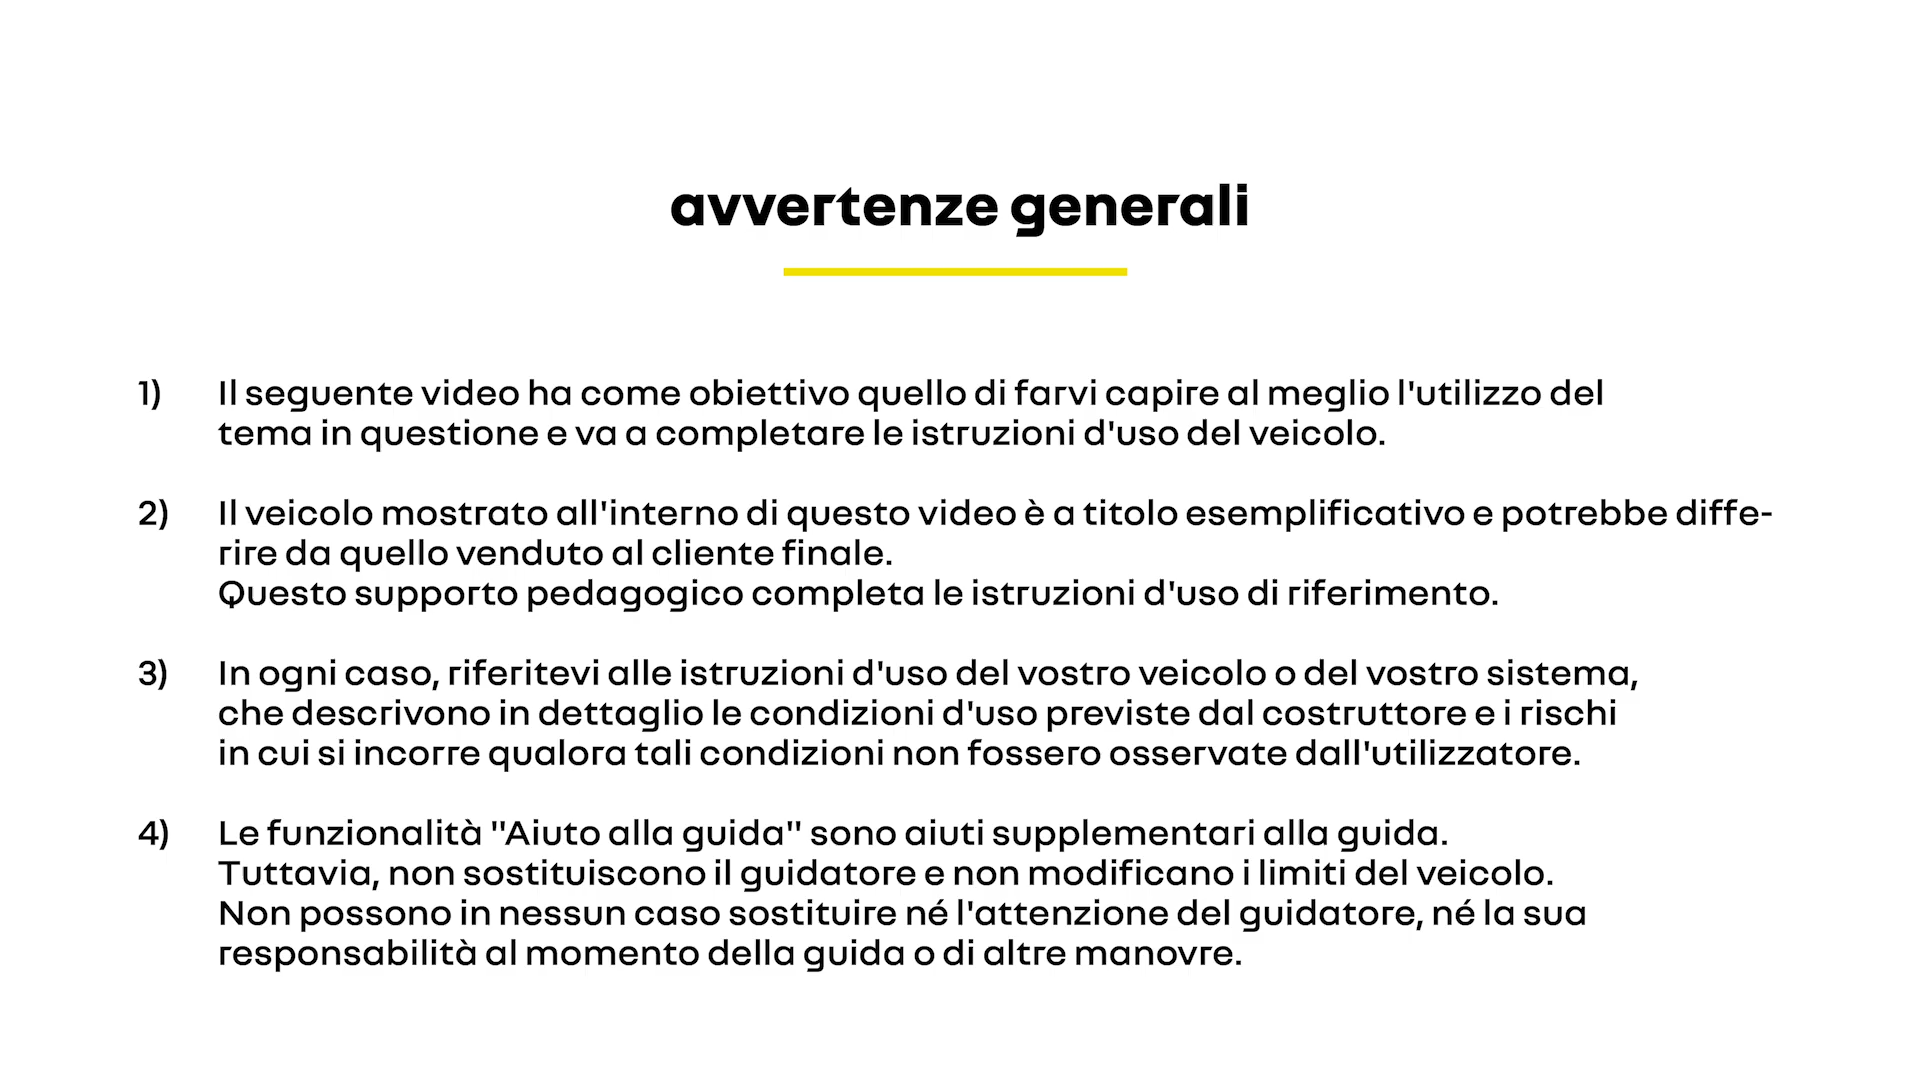 avvertenze generali
1) Il seguente video ha come obiettivo quello di farvi capire al meglio l'utilizzo del
tema in questione e va a completare le istruzioni d'uso del veicolo.
2) Il veicolo mostrato all'interno di questo video è a titolo esemplificativo e potrebbe diffe-
rire da quello venduto al cliente finale.
Questo supporto pedagogico completa le istruzioni d'uso di riferimento.
3) In ogni caso, riferitevi alle istruzioni d'uso del vostro veicolo o del vostro sistema,
che descrivono in dettaglio le condizioni d'uso previste dal costruttore e i rischi
in cui si incorre qualora tali condizioni non fossero osservate dall'utilizzatore.
4) Le funzionalità "Aiuto alla guida" sono aiuti supplementari alla guida.
Tuttavia, non sostituiscono il guidatore e non modificano i limiti del veicolo.
Non possono in nessun caso sostituire né l'attenzione del guidatore, né la sua
responsabilità al momento della guida o di altre manovre.